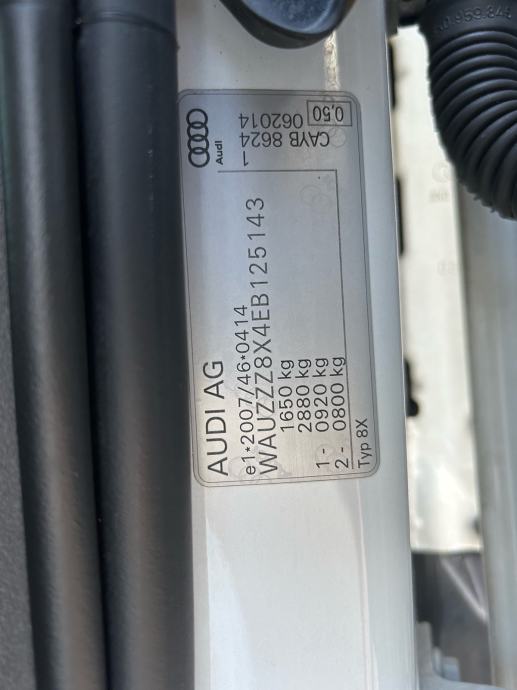 AUDI AG
e1*2007/46*0414
WAUZZZ8X4EB125143
1650 kg
2880 kg
1 - 0920 kg
2 - 0800 kg
Typ 8X
Audi
CAYB 8624
062014
0,50